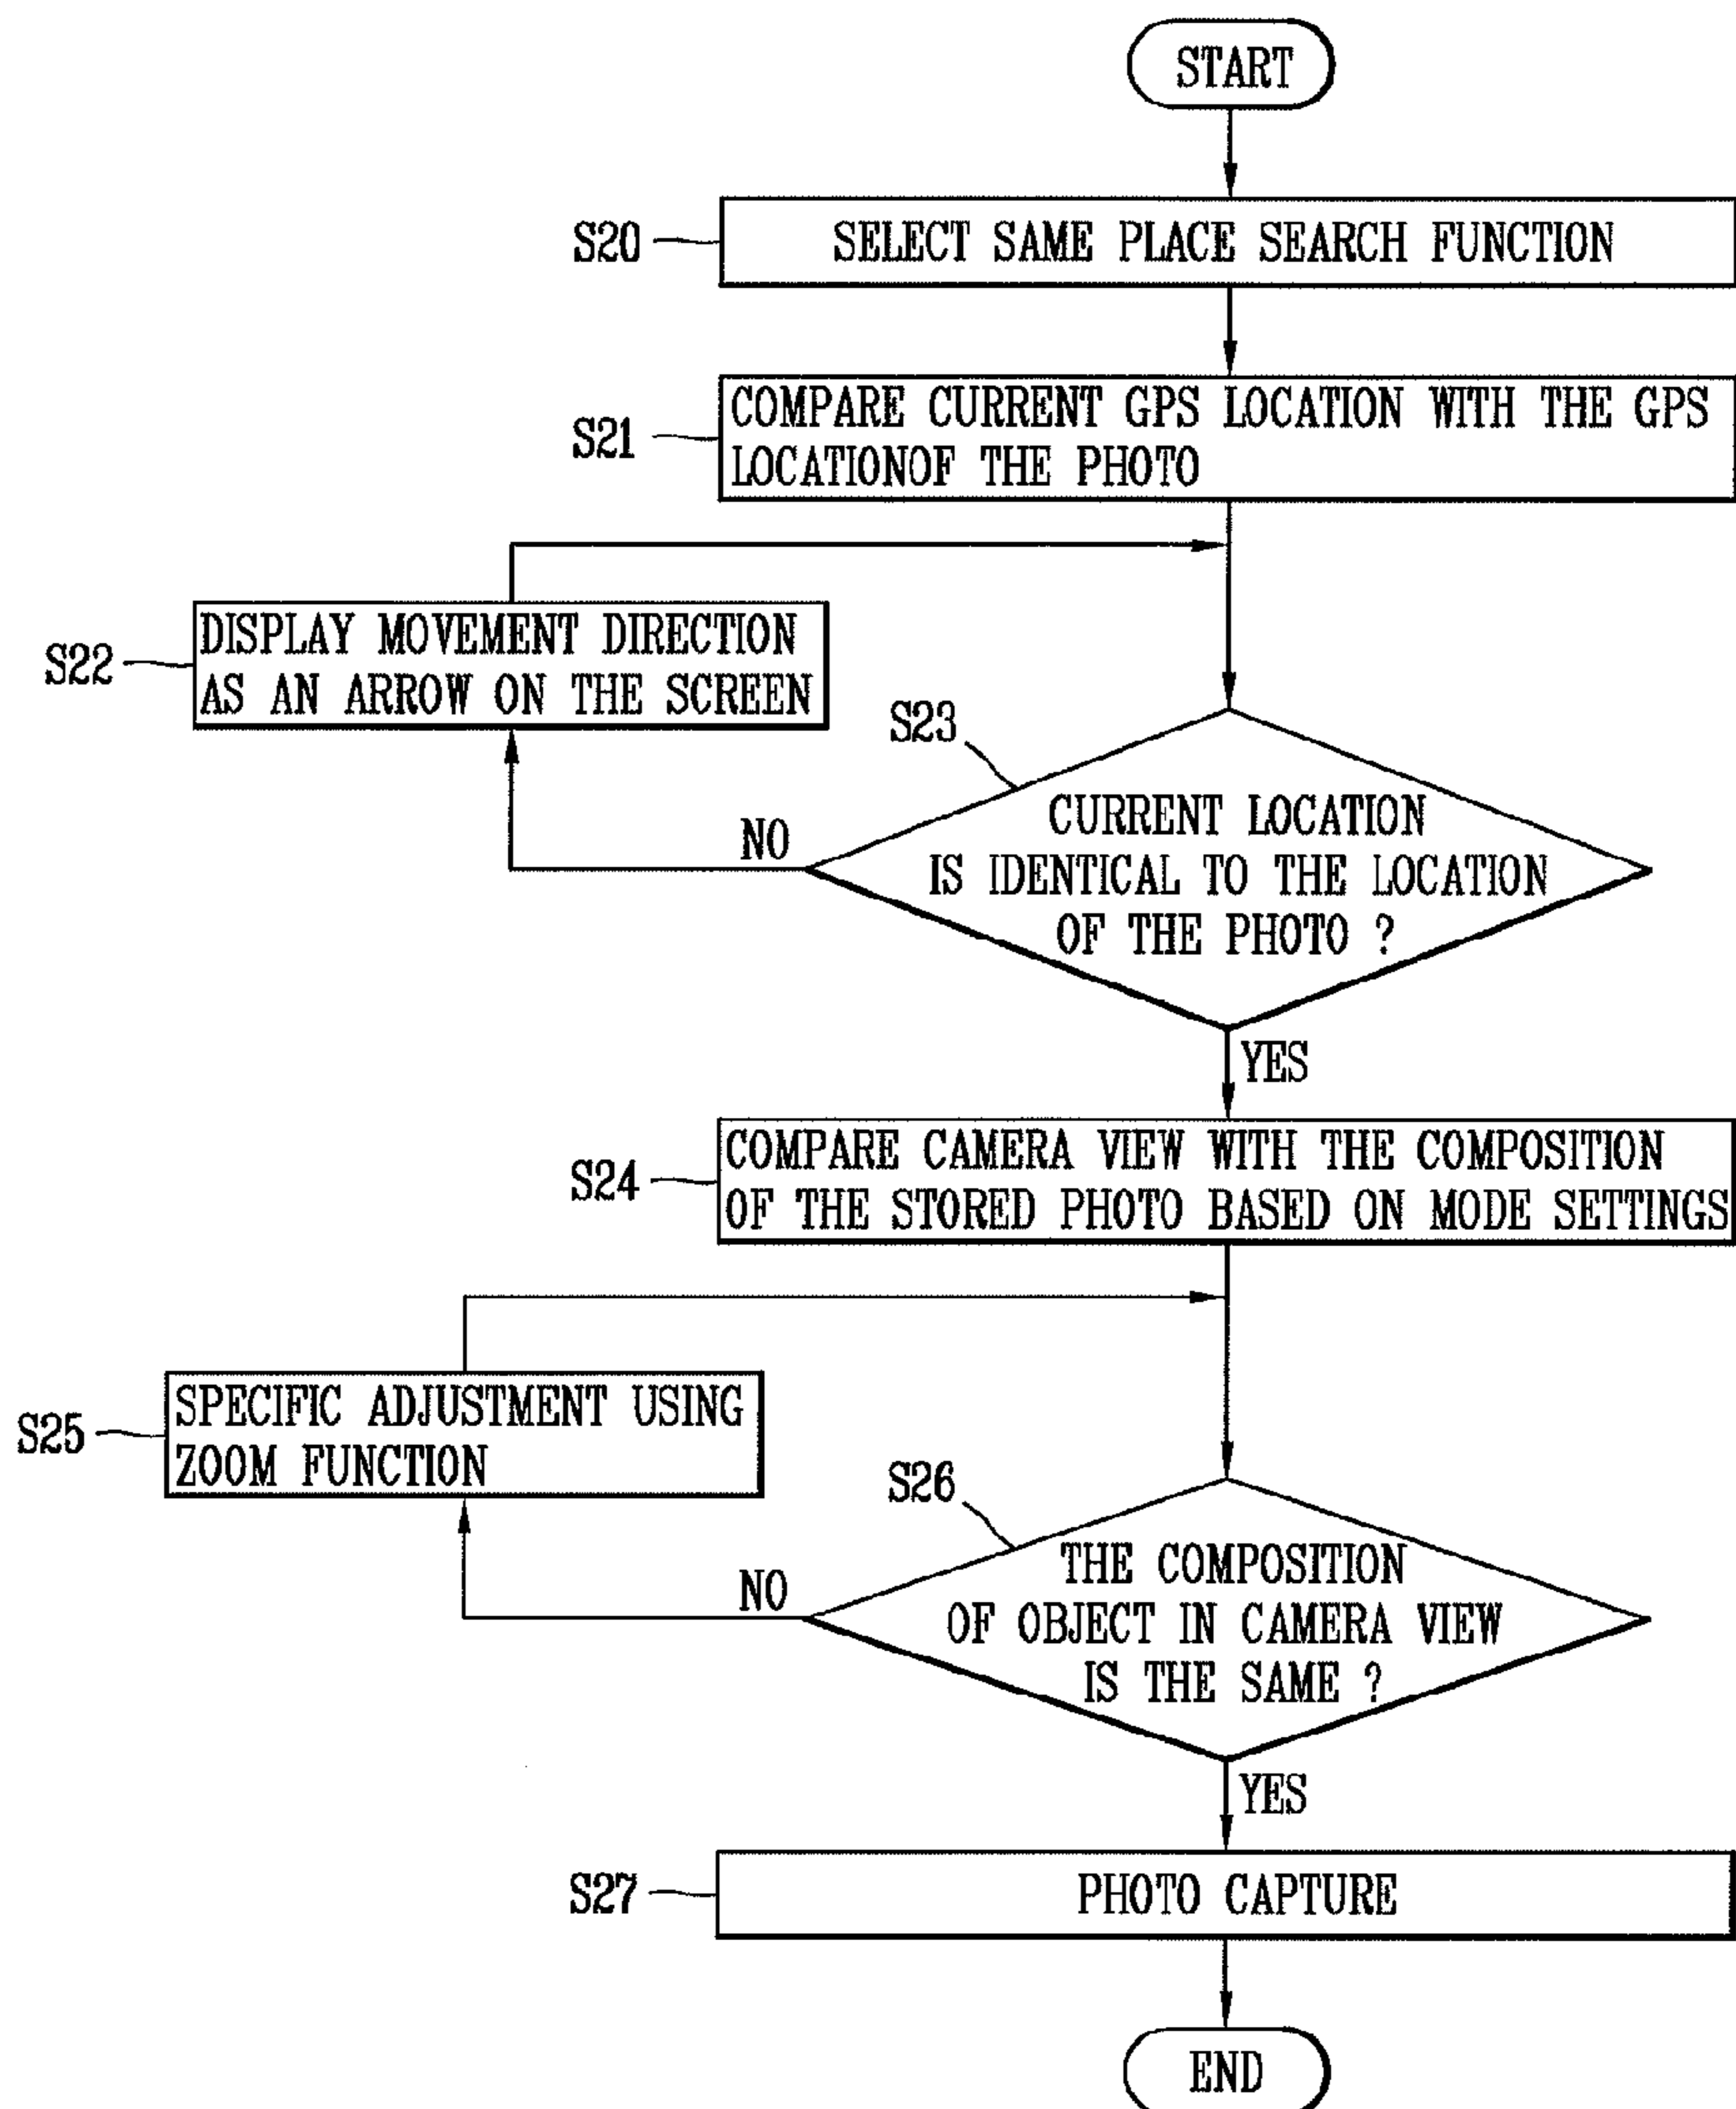 START
S20
SELECT SAME PLACE SEARCH FUNCTION
S21
COMPARE CURRENT GPS LOCATION WITH THE GPS
LOCATIONOF THE PHOTO
S22
DISPLAY MOVEMENT DIRECTION
AS AN ARROW ON THE SCREEN
S23
CURRENT LOCATION
IS IDENTICAL TO THE LOCATION
OF THE PHOTO ?
NO
YES
S24
COMPARE CAMERA VIEW WITH THE COMPOSITION
OF THE STORED PHOTO BASED ON MODE SETTINGS
S25
SPECIFIC ADJUSTMENT USING
ZOOM FUNCTION
S26
THE COMPOSITION
OF OBJECT IN CAMERA VIEW
IS THE SAME ?
NO
YES
S27
PHOTO CAPTURE
END